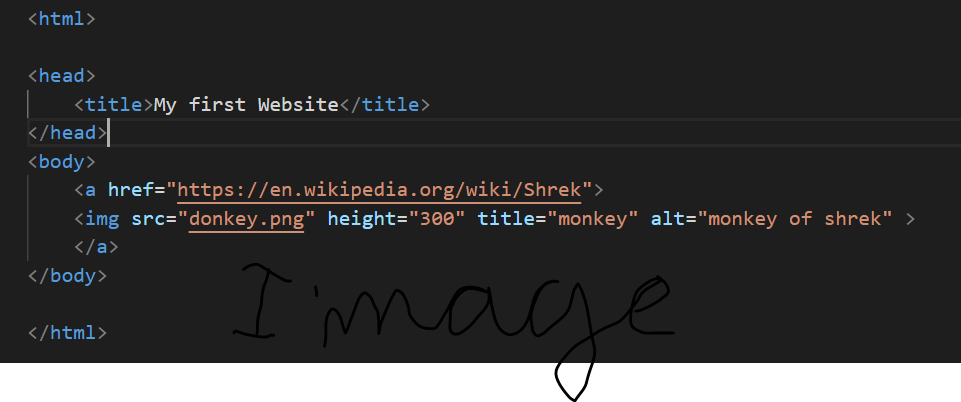 <html>
<head>
<title>My first Website</title>
</head>
<body>
<a href="https://en.wikipedia.org/wiki/Shrek">
<img src="donkey.png" height="300" title="monkey" alt="monkey of shrek" >
</a>
</body>
Image
</html>